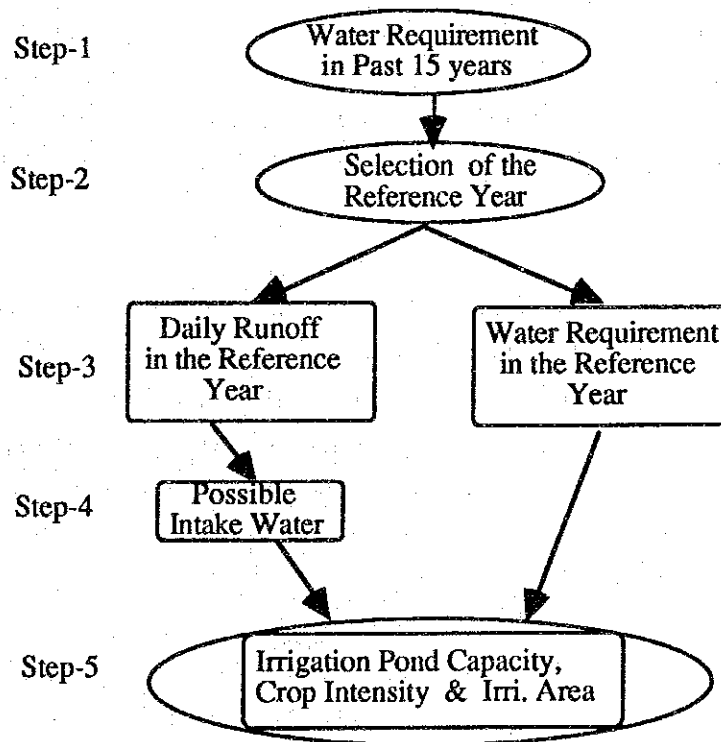 Step-1
Water Requirement
in Past 15 years
Step-2
Selection of the
Reference Year
Step-3
Daily Runoff
in the Reference
Year
Water Requirement
in the Reference
Year
Step-4
Possible
Intake Water
Step-5
Irrigation Pond Capacity,
Crop Intensity & Irri. Area